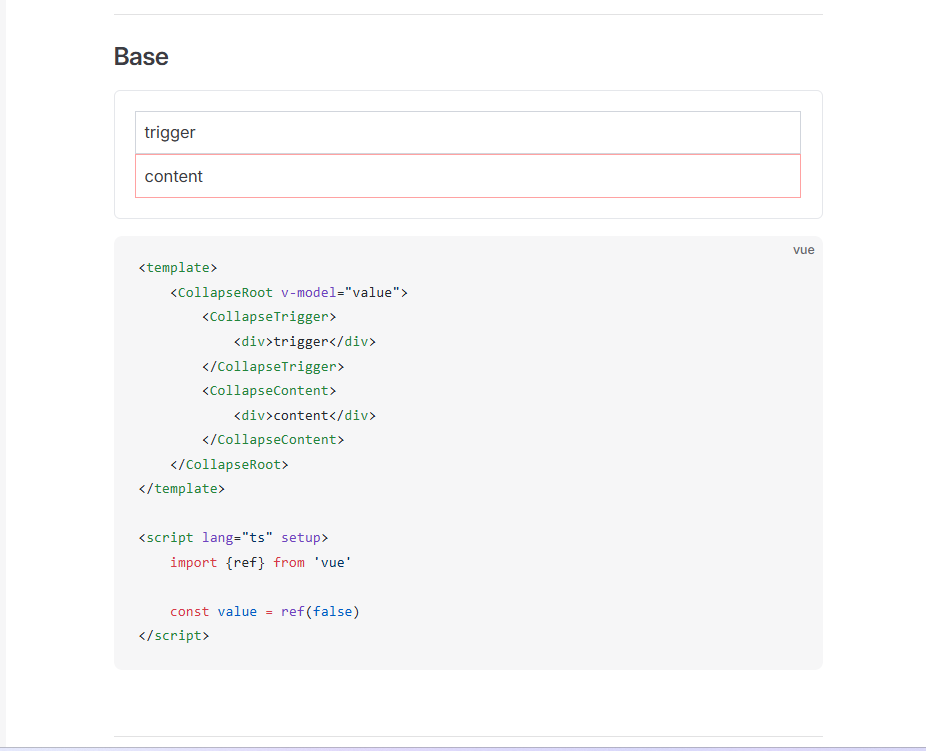 Base
trigger
content
vue
<template>
    <CollapseRoot v-model="value">
        <CollapseTrigger>
            <div>trigger</div>
        </CollapseTrigger>
        <CollapseContent>
            <div>content</div>
        </CollapseContent>
    </CollapseRoot>
</template>

<script lang="ts" setup>
    import {ref} from 'vue'

    const value = ref(false)
</script>